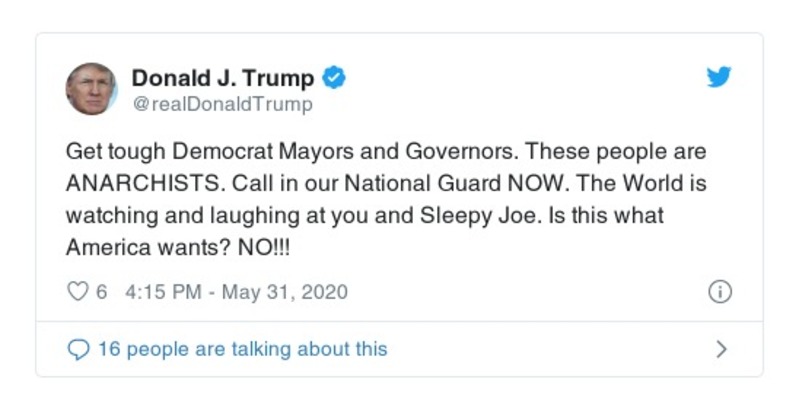 Donald J. Trump
@realDonaldTrump
Get tough Democrat Mayors and Governors. These people are
ANARCHISTS. Call in our National Guard NOW. The World is
watching and laughing at you and Sleepy Joe. Is this what
America wants? NO!!!
6 4:15 PM - May 31, 2020
16 people are talking about this